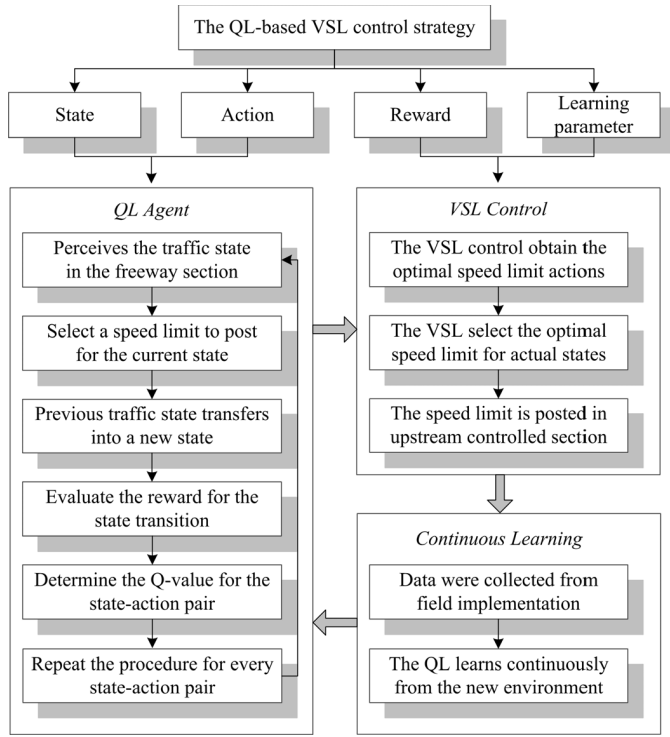 The QL-based VSL control strategy
State
Action
Reward
Learning
parameter
QL Agent
Perceives the traffic state
in the freeway section
Select a speed limit to post
for the current state
Previous traffic state transfers
into a new state
Evaluate the reward for the
state transition
Determine the Q-value for the
state-action pair
Repeat the procedure for every
state-action pair
VSL Control
The VSL control obtain the
optimal speed limit actions
The VSL select the optimal
speed limit for actual states
The speed limit is posted in
upstream controlled section
Continuous Learning
Data were collected from
field implementation
The QL learns continuously
from the new environment